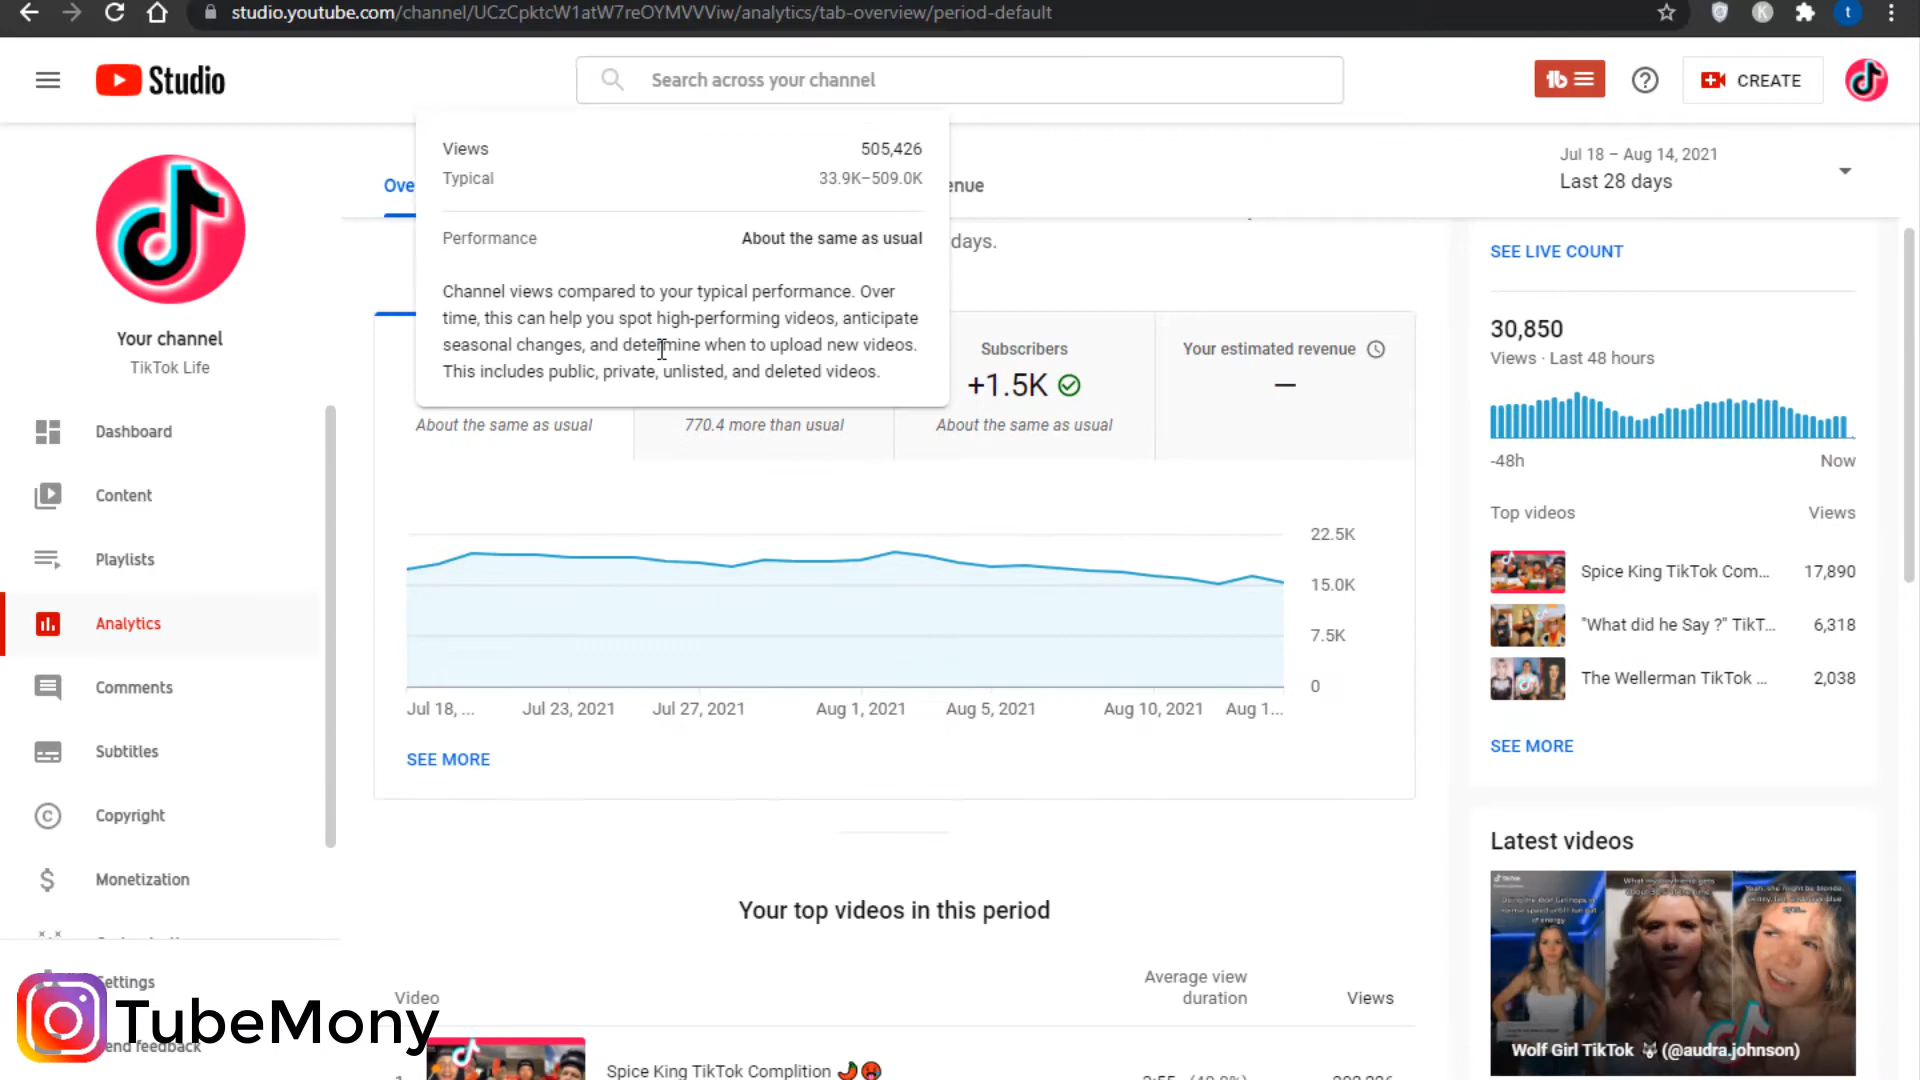 studio.youtube.com/channel/UCzCpktcW1atW7reOYMVVViw/analytics/tab-overview/period-default
K
t
Studio
Search across your channel
CREATE
Views 505,426
Typical 33.9K–509.0K
Performance About the same as usual
Channel views compared to your typical performance. Over
time, this can help you spot high-performing videos, anticipate
seasonal changes, and determine when to upload new videos.
This includes public, private, unlisted, and deleted videos.
Ove
enue
days.
Jul 18 – Aug 14, 2021
Last 28 days
Your channel
TikTok Life
Dashboard
Content
Playlists
Analytics
Comments
Subtitles
Copyright
Monetization
Settings
end feedback
TubeMony
About the same as usual
770.4 more than usual
Subscribers
+1.5K
About the same as usual
Your estimated revenue
—
22.5K
15.0K
7.5K
0
Jul 18, ...
Jul 23, 2021
Jul 27, 2021
Aug 1, 2021
Aug 5, 2021
Aug 10, 2021
Aug 1...
SEE MORE
Your top videos in this period
Video
Average view
duration
Views
1
Spice King TikTok Complition
SEE LIVE COUNT
30,850
Views · Last 48 hours
-48h
Now
Top videos Views
Spice King TikTok Com... 17,890
"What did he Say ?" TikT... 6,318
The Wellerman TikTok ... 2,038
SEE MORE
Latest videos
Wolf Girl TikTok (@audra.johnson)